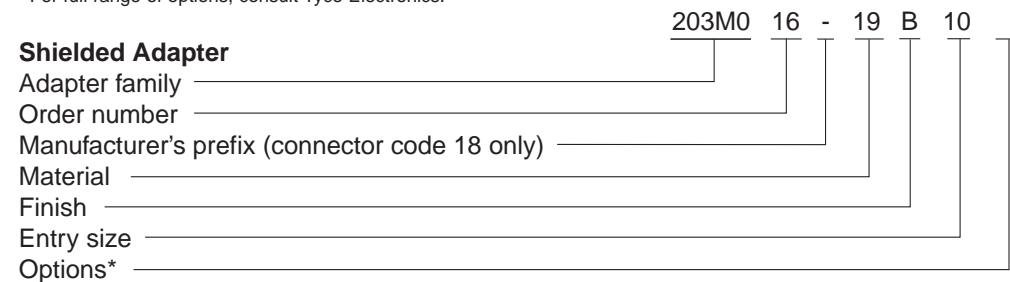 * For full range of options, consult Tyco Electronics.
203M0 16 - 19 B 10
Shielded Adapter
Adapter family
Order number
Manufacturer's prefix (connector code 18 only)
Material
Finish
Entry size
Options*